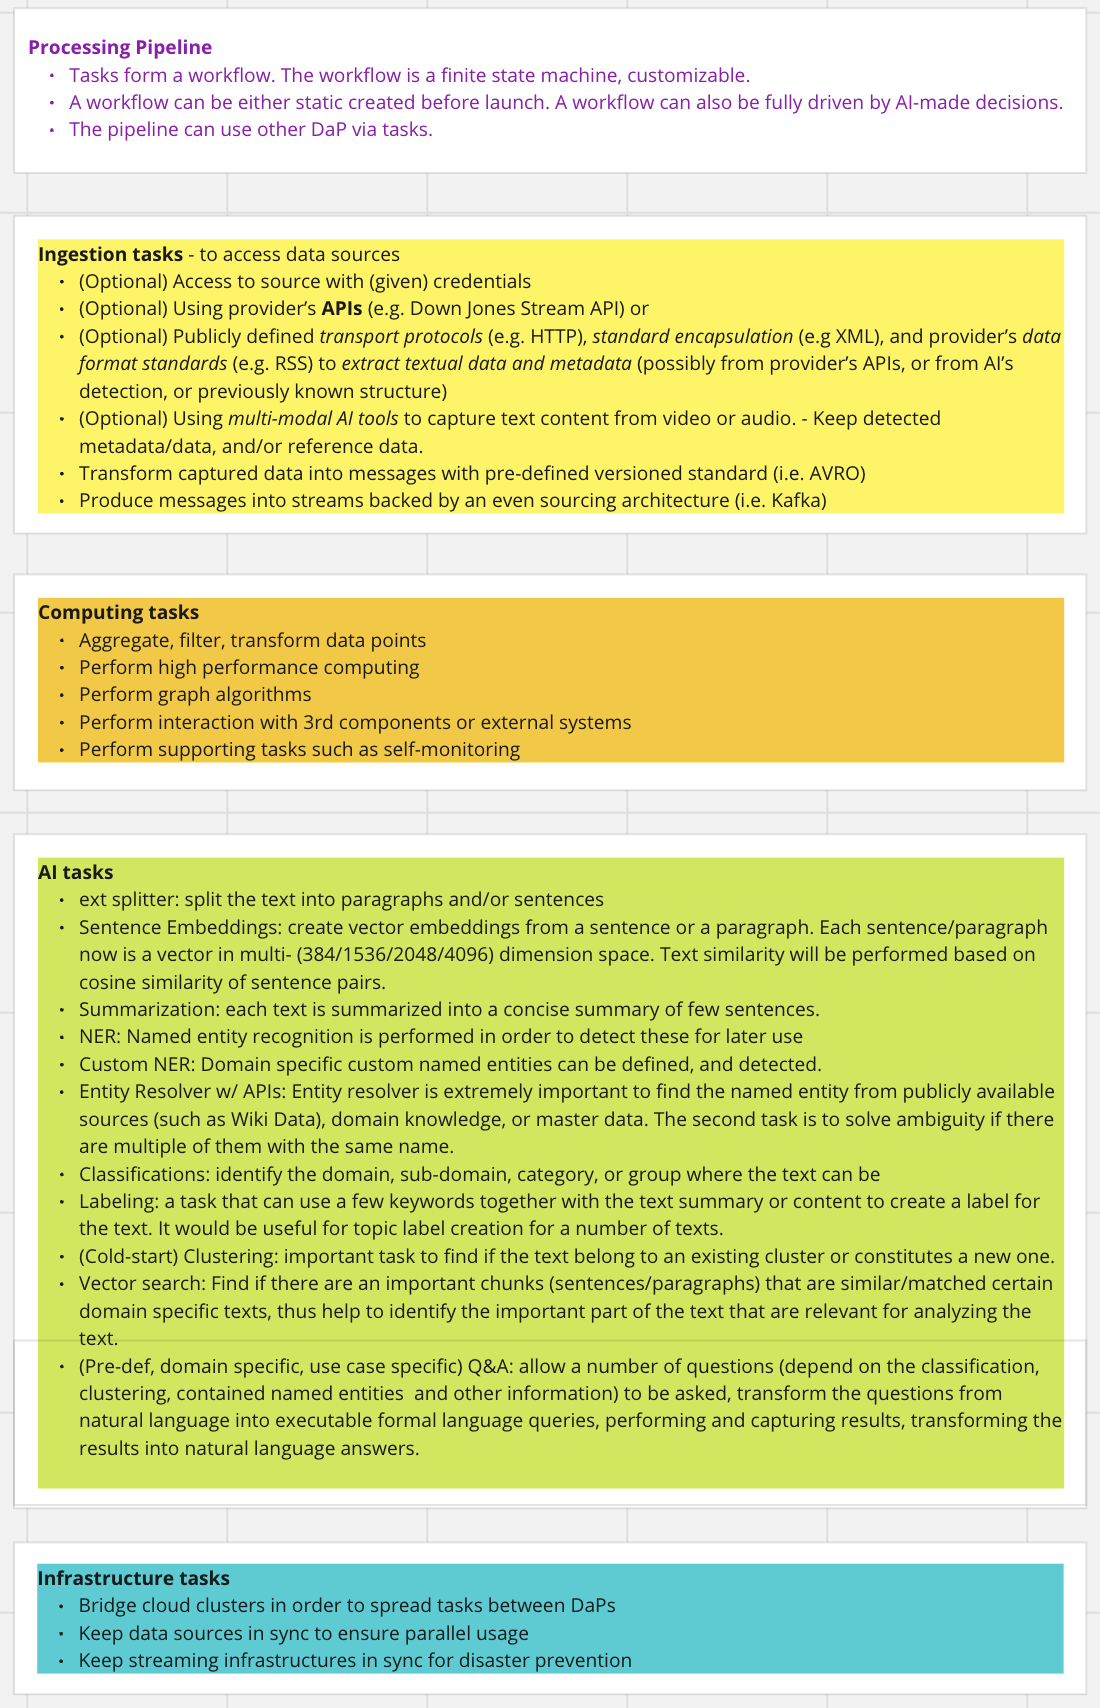 Processing Pipeline
• Tasks form a workflow. The workflow is a finite state machine, customizable.
• A workflow can be either static created before launch. A workflow can also be fully driven by AI-made decisions.
• The pipeline can use other DaP via tasks.
Ingestion tasks - to access data sources
• (Optional) Access to source with (given) credentials
• (Optional) Using provider's APIs (e.g. Down Jones Stream API) or
• (Optional) Publicly defined transport protocols (e.g. HTTP), standard encapsulation (e.g XML), and provider's data
format standards (e.g. RSS) to extract textual data and metadata (possibly from provider's APIs, or from AI's
detection, or previously known structure)
• (Optional) Using multi-modal AI tools to capture text content from video or audio. - Keep detected
metadata/data, and/or reference data.
• Transform captured data into messages with pre-defined versioned standard (i.e. AVRO)
• Produce messages into streams backed by an even sourcing architecture (i.e. Kafka)
Computing tasks
• Aggregate, filter, transform data points
• Perform high performance computing
• Perform graph algorithms
• Perform interaction with 3rd components or external systems
• Perform supporting tasks such as self-monitoring
AI tasks
• ext splitter: split the text into paragraphs and/or sentences
• Sentence Embeddings: create vector embeddings from a sentence or a paragraph. Each sentence/paragraph
now is a vector in multi- (384/1536/2048/4096) dimension space. Text similarity will be performed based on
cosine similarity of sentence pairs.
• Summarization: each text is summarized into a concise summary of few sentences.
• NER: Named entity recognition is performed in order to detect these for later use
• Custom NER: Domain specific custom named entities can be defined, and detected.
• Entity Resolver w/ APIs: Entity resolver is extremely important to find the named entity from publicly available
sources (such as Wiki Data), domain knowledge, or master data. The second task is to solve ambiguity if there
are multiple of them with the same name.
• Classifications: identify the domain, sub-domain, category, or group where the text can be
• Labeling: a task that can use a few keywords together with the text summary or content to create a label for
the text. It would be useful for topic label creation for a number of texts.
• (Cold-start) Clustering: important task to find if the text belong to an existing cluster or constitutes a new one.
• Vector search: Find if there are an important chunks (sentences/paragraphs) that are similar/matched certain
domain specific texts, thus help to identify the important part of the text that are relevant for analyzing the
text.
• (Pre-def, domain specific, use case specific) Q&A: allow a number of questions (depend on the classification,
clustering, contained named entities  and other information) to be asked, transform the questions from
natural language into executable formal language queries, performing and capturing results, transforming the
results into natural language answers.
Infrastructure tasks
• Bridge cloud clusters in order to spread tasks between DaPs
• Keep data sources in sync to ensure parallel usage
• Keep streaming infrastructures in sync for disaster prevention